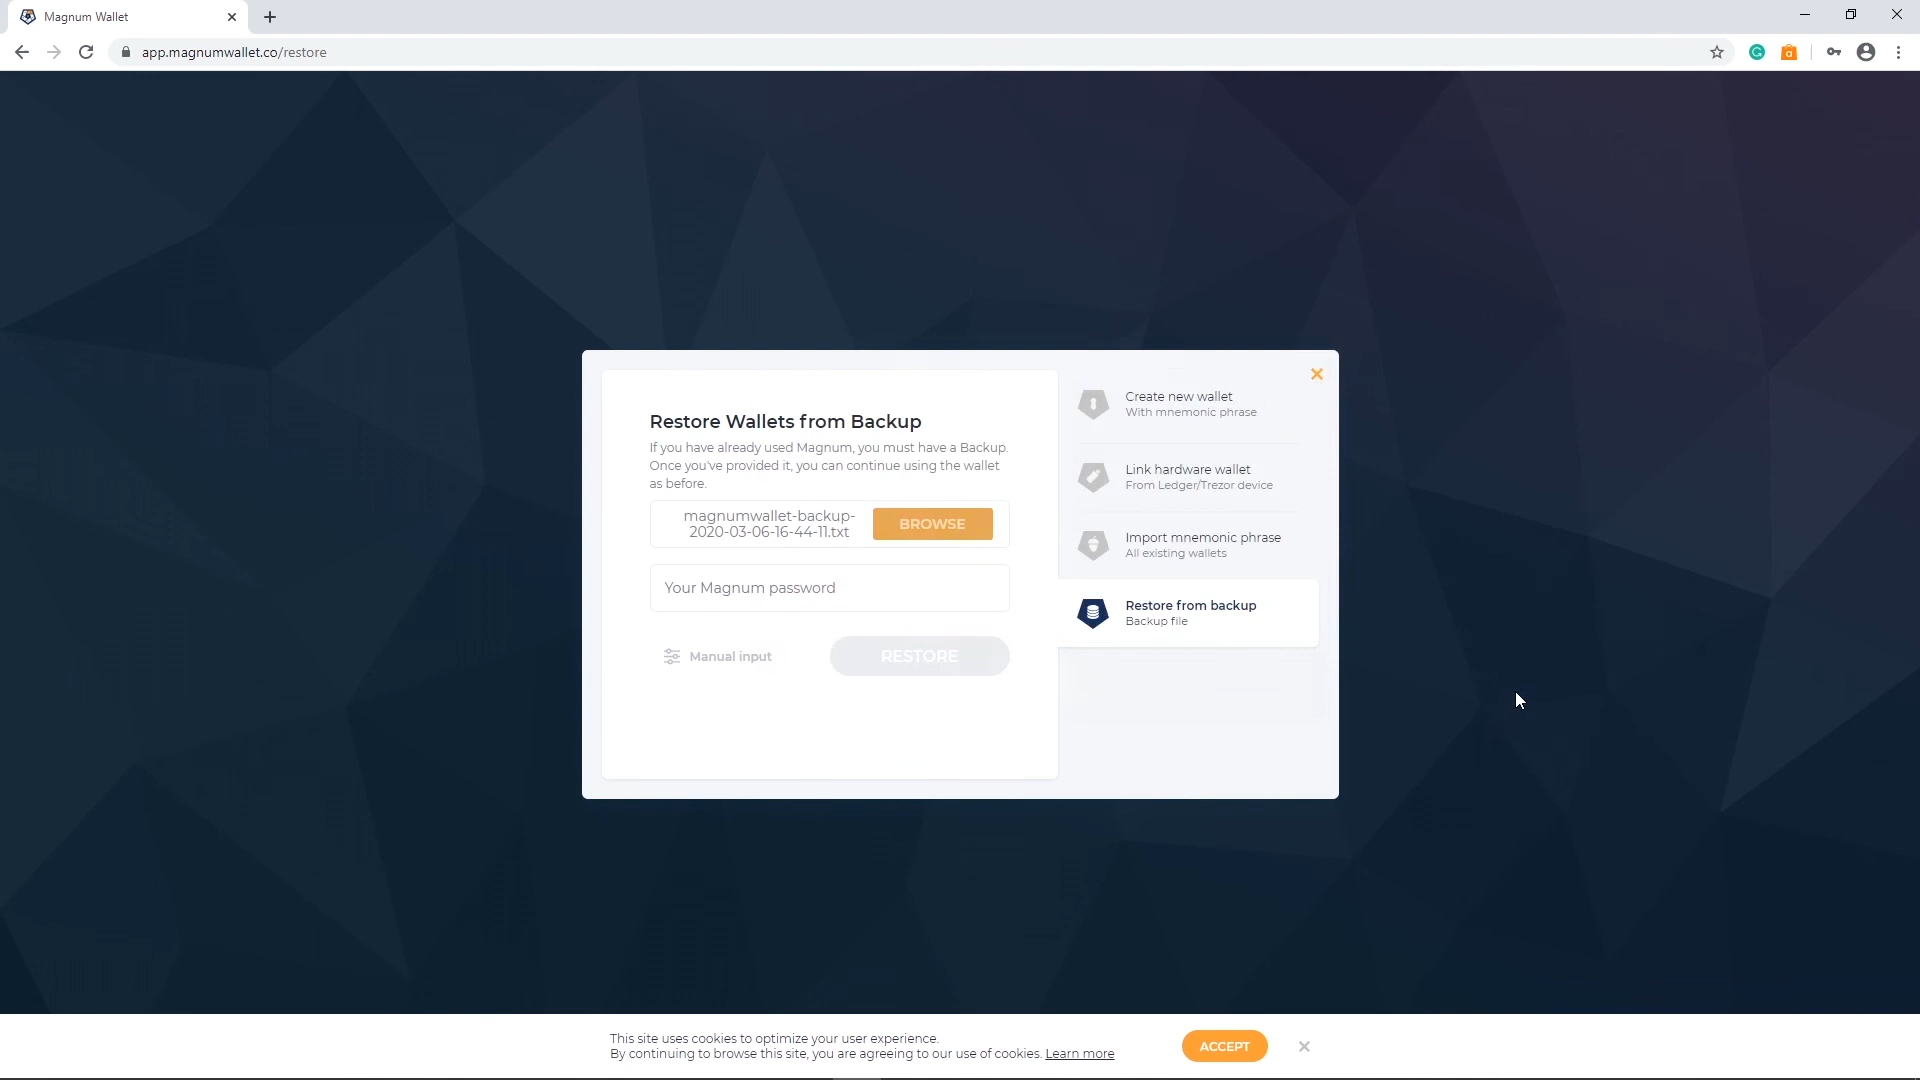 Magnum Wallet
app.magnumwallet.co/restore
Restore Wallets from Backup
If you have already used Magnum, you must have a Backup.
Once you've provided it, you can continue using the wallet
as before.
magnumwallet-backup-
2020-03-06-16-44-11.txt
BROWSE
Your Magnum password
Manual input
RESTORE
Create new wallet
With mnemonic phrase
Link hardware wallet
From Ledger/Trezor device
Import mnemonic phrase
All existing wallets
Restore from backup
Backup file
This site uses cookies to optimize your user experience.
By continuing to browse this site, you are agreeing to our use of cookies. Learn more
ACCEPT